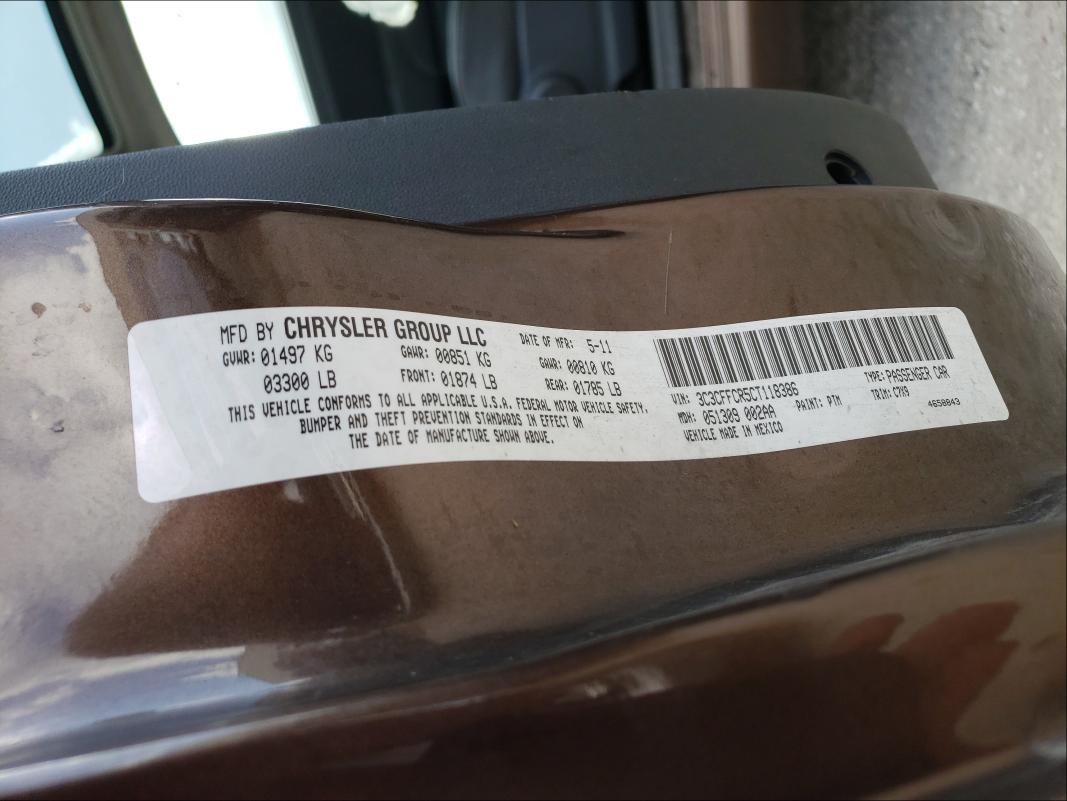 MFD BY CHRYSLER GROUP LLC
DATE OF MFR: 5-11
GVWR: 01497 KG
GAWR: 00851 KG
GAWR: 00810 KG
03300 LB
FRONT: 01874 LB
REAR: 01785 LB
THIS VEHICLE CONFORMS TO ALL APPLICABLE U.S.A. FEDERAL MOTOR VEHICLE SAFETY,
BUMPER AND THEFT PREVENTION STANDARDS IN EFFECT ON
THE DATE OF MANUFACTURE SHOWN ABOVE.
VIN: 3C3CFFCR5CT118386
TYPE: PASSENGER CAR
MDH: 051309 002AA
PAINT: PTM
TRIM: C7X9
VEHICLE MADE IN MEXICO
4658843